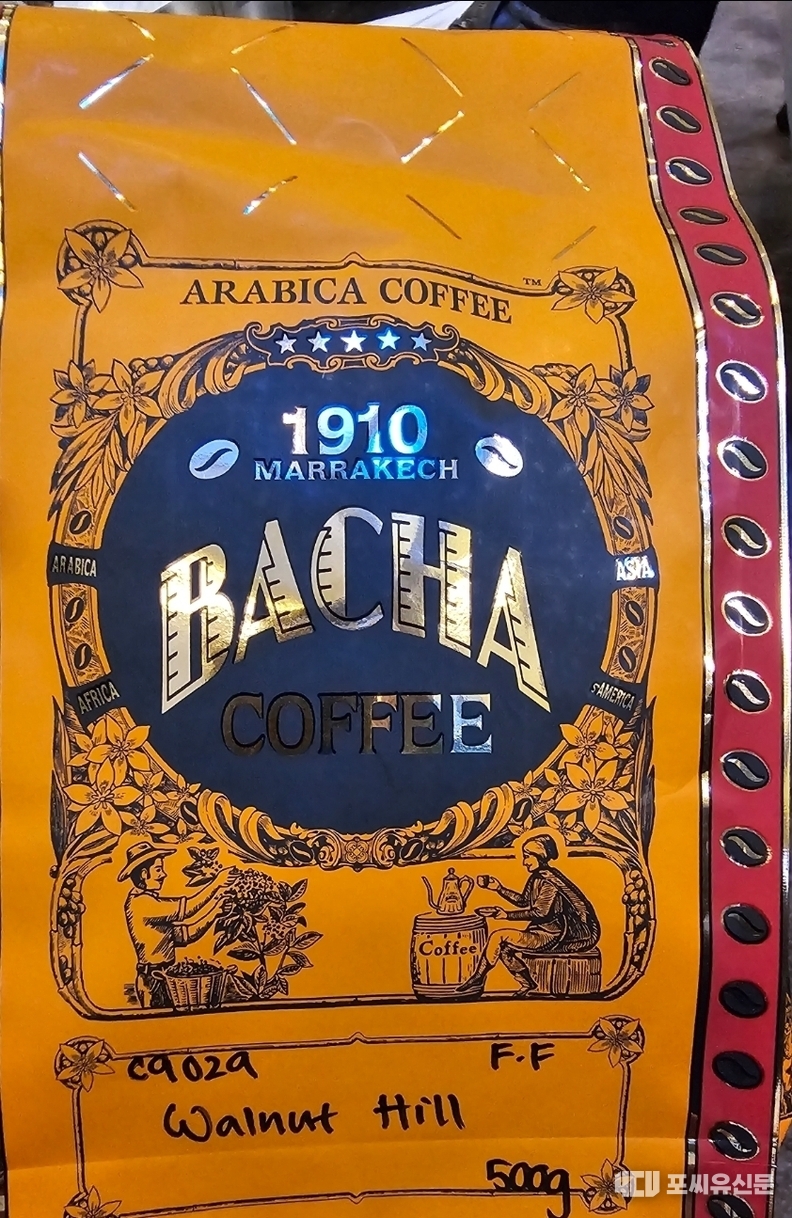 ARABICA COFFEE ™
1910
MARRAKECH
BACHA
COFFEE
ARABICA
ASIA
AFRICA
S.AMERICA
Coffee
C9029 F.F
Walnut Hill
500g
포씨유신문